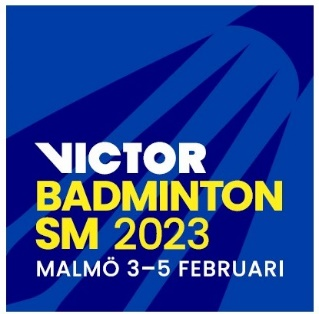 VICTOR
BADMINTON
SM 2023
MALMÖ 3–5 FEBRUARI